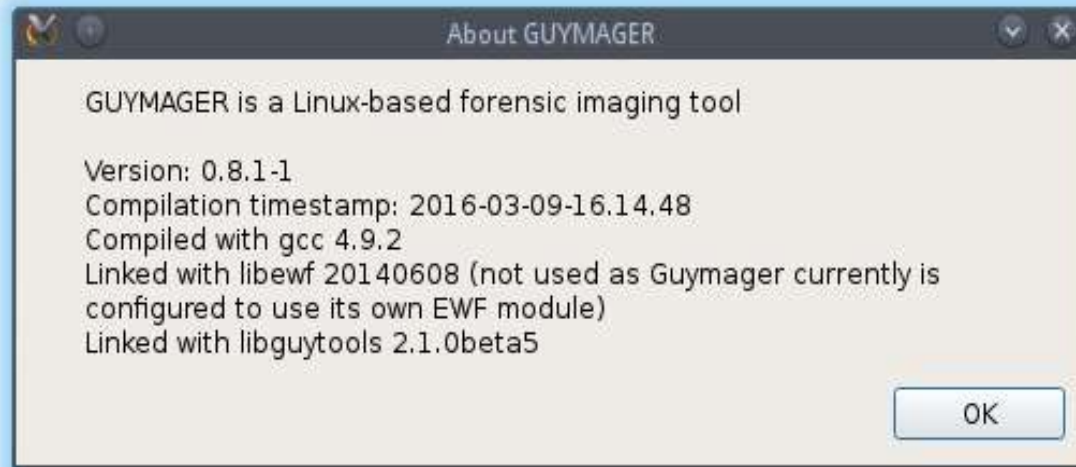 About GUYMAGER
GUYMAGER is a Linux-based forensic imaging tool
Version: 0.8.1-1
Compilation timestamp: 2016-03-09-16.14.48
Compiled with gcc 4.9.2
Linked with libewf 20140608 (not used as Guymager currently is
configured to use its own EWF module)
Linked with libguytools 2.1.0beta5
OK